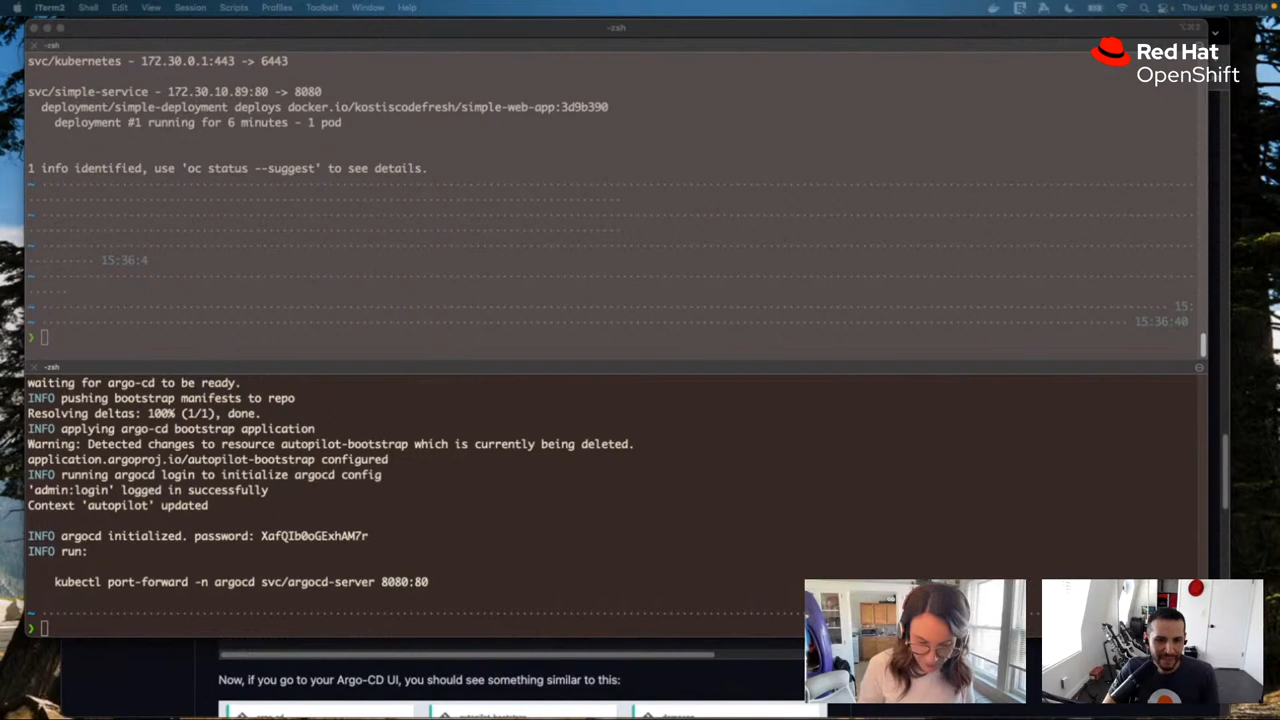 iTerm2 Shell Edit View Session Scripts Profiles Toolbelt Window Help Thu Mar 10 3:53 PM
-zsh
-zsh
Red Hat
OpenShift
svc/kubernetes - 172.30.0.1:443 -> 6443
svc/simple-service - 172.30.10.89:80 -> 8080
deployment/simple-deployment deploys docker.io/kostiscodefresh/simple-web-app:3d9b390
deployment #1 running for 6 minutes - 1 pod
1 info identified, use 'oc status --suggest' to see details.
~
~
~
15:36:4
~
~ 15:
~ 15:36:40
❯
-zsh
waiting for argo-cd to be ready.
INFO pushing bootstrap manifests to repo
Resolving deltas: 100% (1/1), done.
INFO applying argo-cd bootstrap application
Warning: Detected changes to resource autopilot-bootstrap which is currently being deleted.
application.argoproj.io/autopilot-bootstrap configured
INFO running argocd login to initialize argocd config
'admin:login' logged in successfully
Context 'autopilot' updated
INFO argocd initialized. password: XafQIb0oGExhAM7r
INFO run:
kubectl port-forward -n argocd svc/argocd-server 8080:80
~
❯
Now, if you go to your Argo-CD UI, you should see something similar to this: